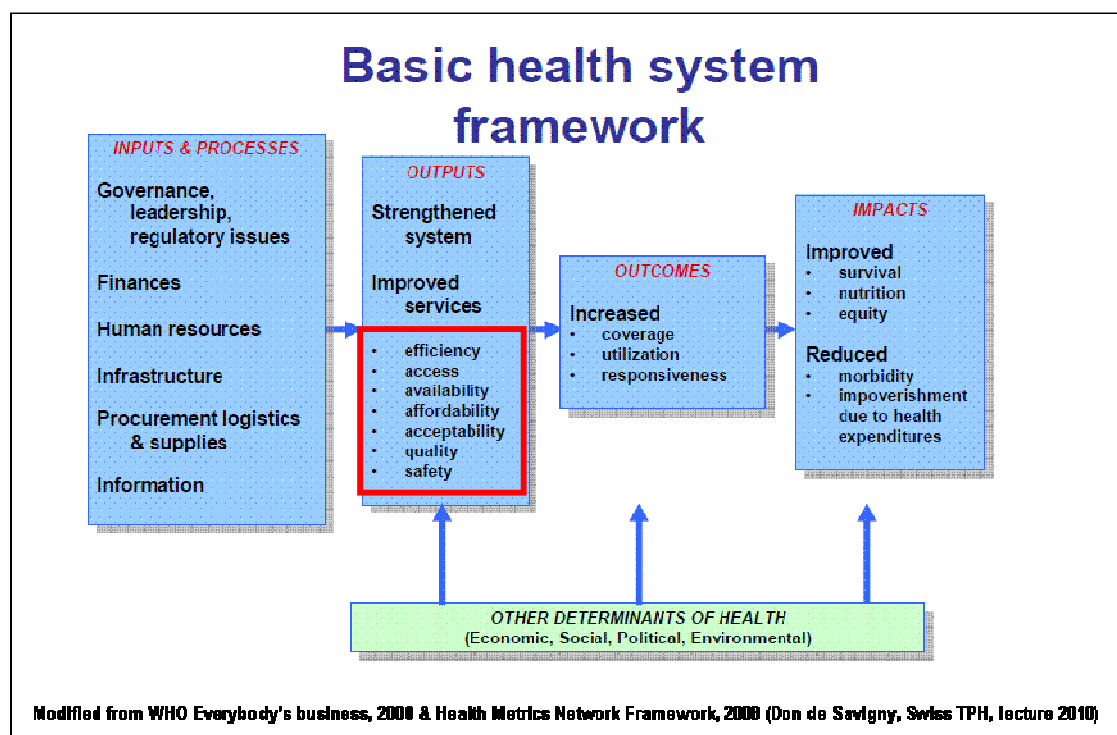 Basic health system
framework
INPUTS & PROCESSES
Governance,
leadership,
regulatory issues
Finances
Human resources
Infrastructure
Procurement logistics
& supplies
Information
OUTPUTS
Strengthened
system
Improved
services
• efficiency
• access
• availability
• affordability
• acceptability
• quality
• safety
OUTCOMES
Increased
• coverage
• utilization
• responsiveness
IMPACTS
Improved
• survival
• nutrition
• equity
Reduced
• morbidity
• impoverishment
due to health
expenditures
OTHER DETERMINANTS OF HEALTH
(Economic, Social, Political, Environmental)
Modified from WHO Everybody's business, & Health Metrics Network Framework, (Don de Savigny, Swiss TPH, lecture 2010)